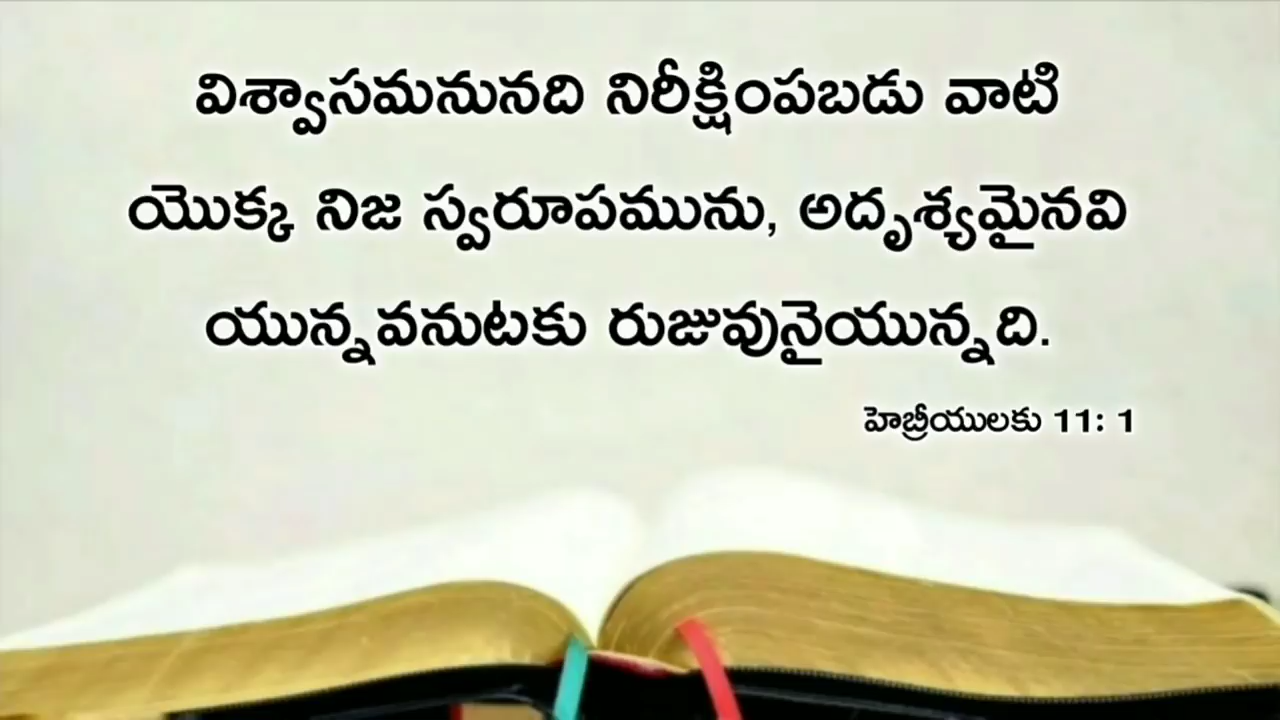 విశ్వాసమనునది నిరీక్షింపబడు వాటి
యొక్క నిజ స్వరూపమును, అదృశ్యమైనవి
యున్నవనుటకు రుజువునైయున్నది.
హెబ్రీయులకు 11: 1